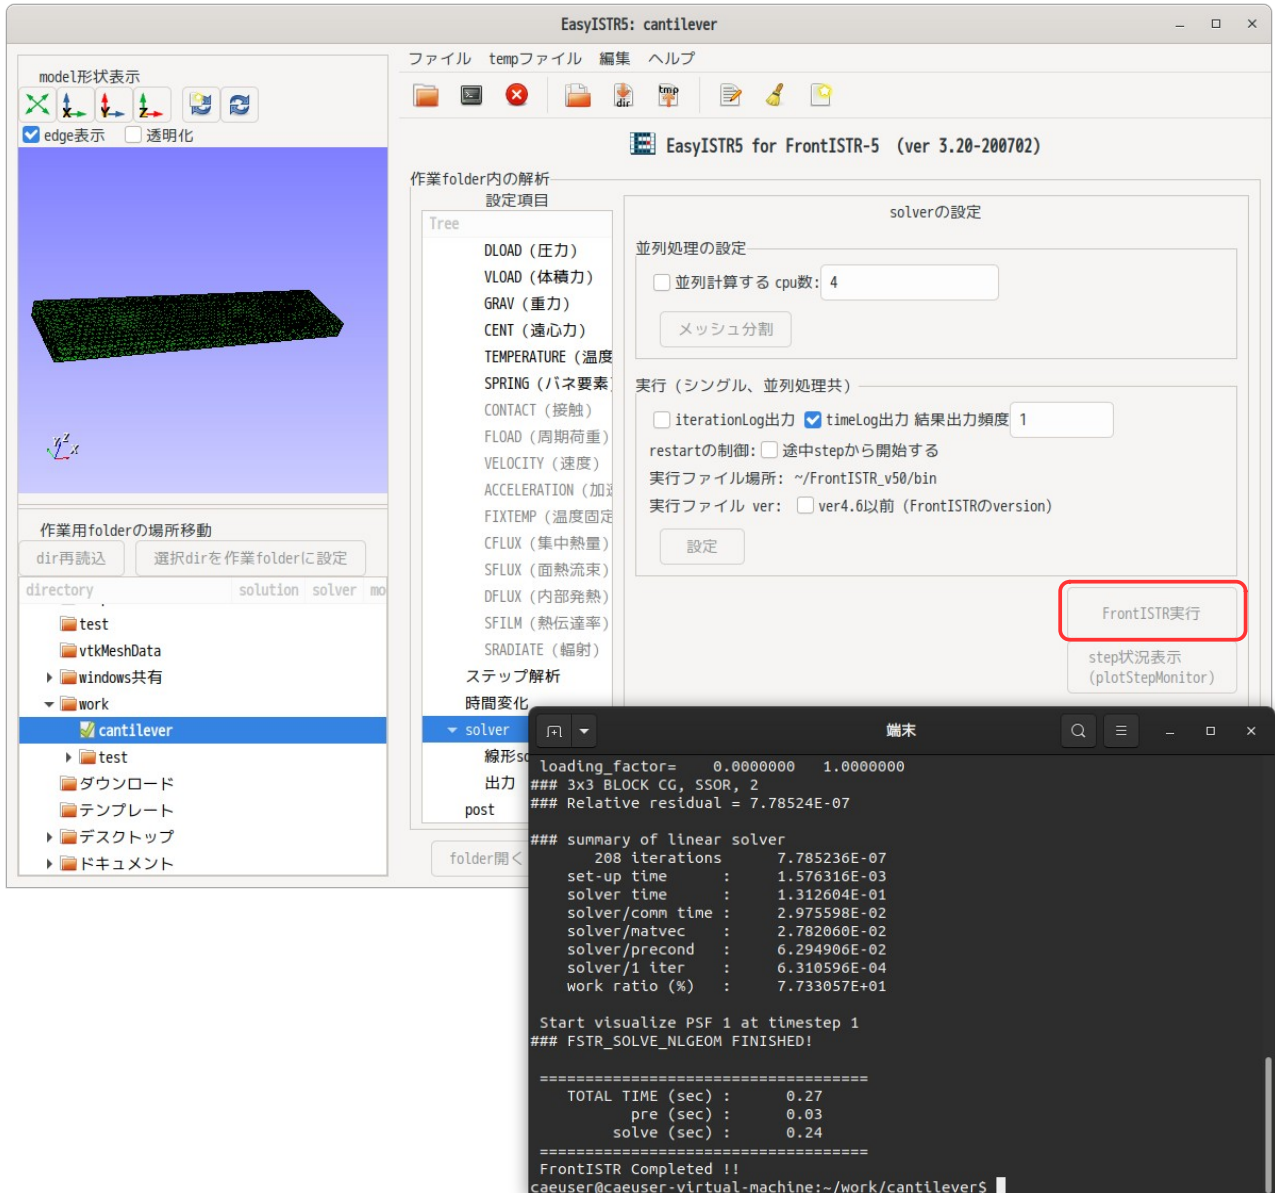 EasyISTR5: cantilever
model形状表示
edge表示 透明化
ファイル tempファイル 編集 ヘルプ
dir tmp
EasyISTR5 for FrontISTR-5 (ver 3.20-200702)
作業folder内の解析
設定項目
Tree
DLOAD (圧力)
VLOAD (体積力)
GRAV (重力)
CENT (遠心力)
TEMPERATURE (温度
SPRING (バネ要素
CONTACT (接触)
FLOAD (周期荷重)
VELOCITY (速度)
ACCELERATION (加速
FIXTEMP (温度固定
CFLUX (集中熱量)
SFLUX (面熱流束)
DFLUX (内部発熱)
SFILM (熱伝達率)
SRADIATE (輻射)
ステップ解析
時間変化
solver
線形so
出力
post
folder開く
solverの設定
並列処理の設定
並列計算する cpu数: 4
メッシュ分割
実行 (シングル、並列処理共)
iterationLog出力 timeLog出力 結果出力頻度 1
restartの制御: 途中stepから開始する
実行ファイル場所: ~/FrontISTR_v50/bin
実行ファイル ver: ver4.6以前 (FrontISTRのversion)
設定
FrontISTR実行
step状況表示
(plotStepMonitor)
Z
Y
X
作業用folderの場所移動
dir再読込 選択dirを作業folderに設定
directory solution solver mo
test
vtkMeshData
windows共有
work
cantilever
test
ダウンロード
テンプレート
デスクトップ
ドキュメント
端末
loading_factor= 0.0000000 1.0000000
### 3x3 BLOCK CG, SSOR, 2
### Relative residual = 7.78524E-07
### summary of linear solver
208 iterations 7.785236E-07
set-up time : 1.576316E-03
solver time : 1.312604E-01
solver/comm time : 2.975598E-02
solver/matvec : 2.782060E-02
solver/precond : 6.294906E-02
solver/1 iter : 6.310596E-04
work ratio (%) : 7.733057E+01
Start visualize PSF 1 at timestep 1
### FSTR_SOLVE_NLGEOM FINISHED!
====================================
TOTAL TIME (sec) : 0.27
pre (sec) : 0.03
solve (sec) : 0.24
====================================
FrontISTR Completed !!
caeuser@caeuser-virtual-machine:~/work/cantilever$